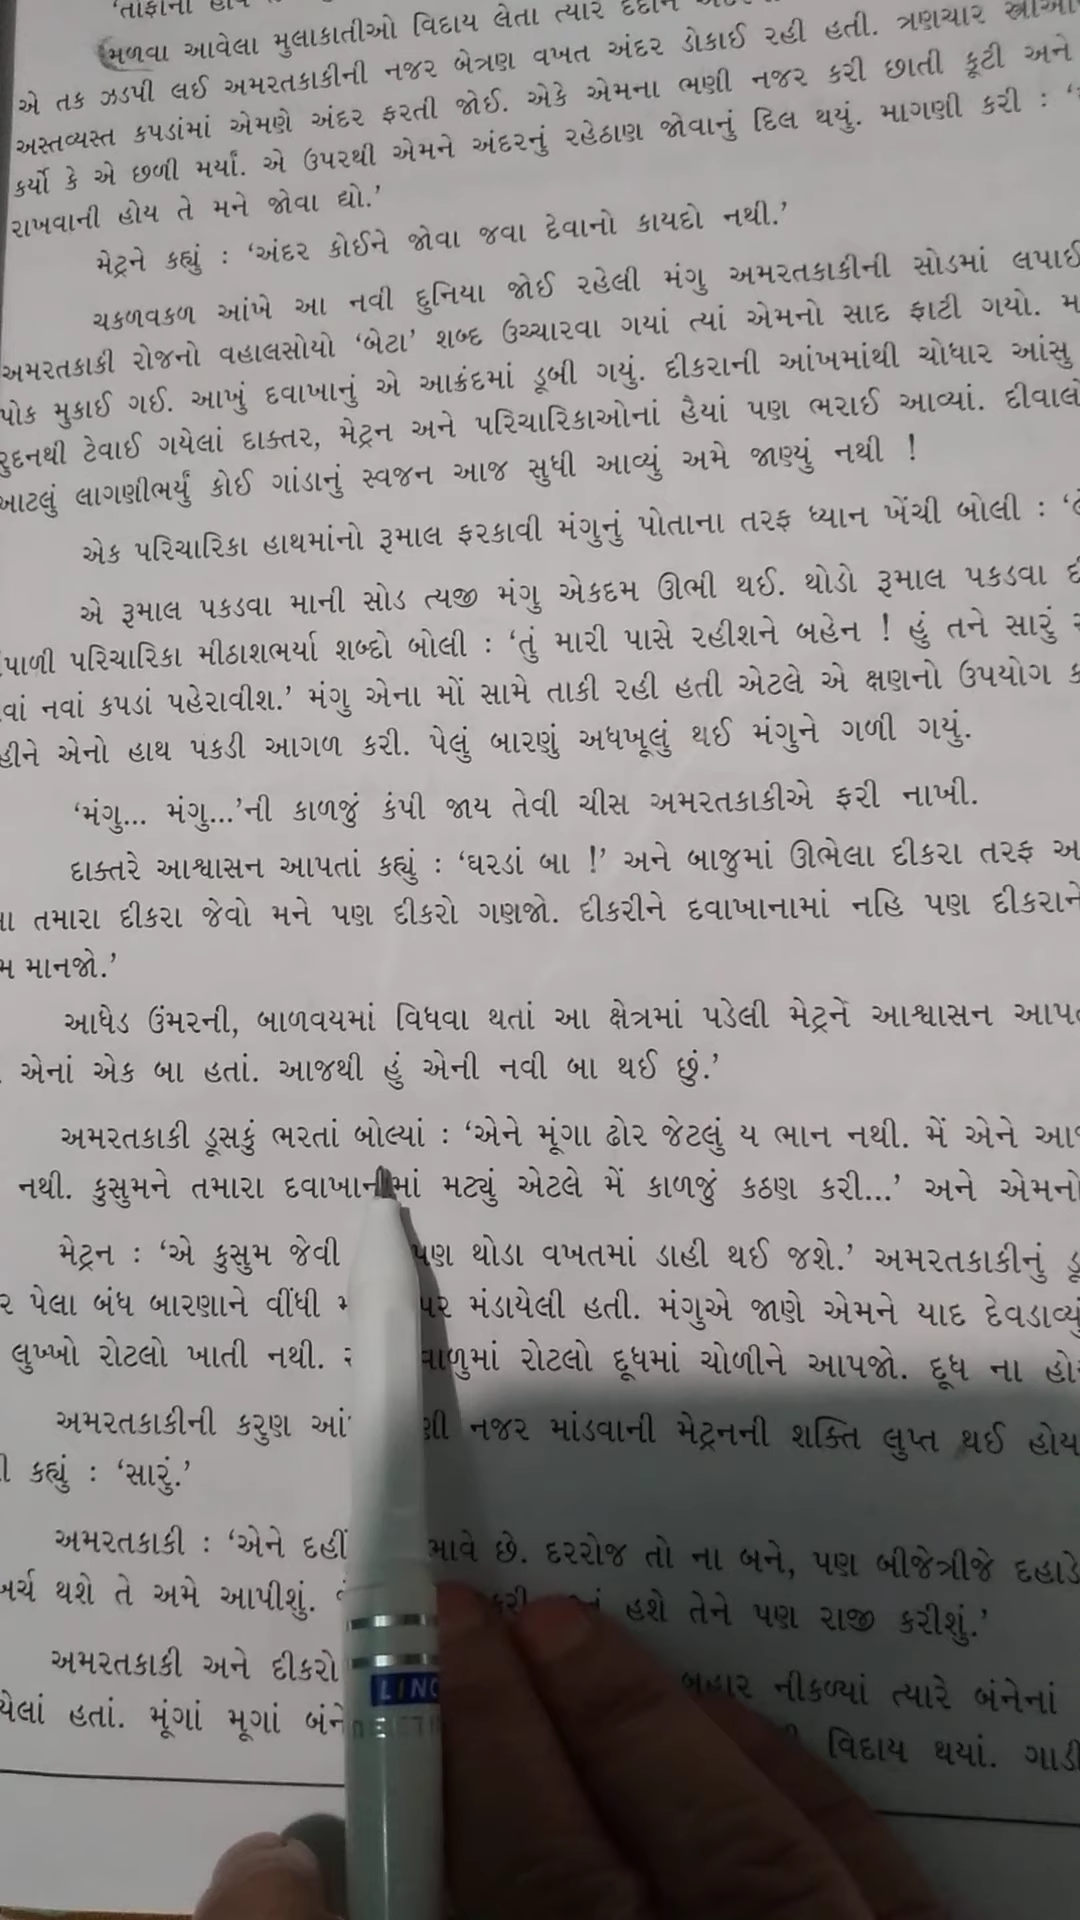 મળવા આવેલા મુલાકાતીઓ વિદાય લેતા ત્યારે
એ તક ઝડપી લઈ અમરતકાકીની નજર બેત્રણ વખત અંદર ડોકાઈ રહી હતી. ત્રણચાર
અસ્તવ્યસ્ત કપડાંમાં એમણે અંદર ફરતી જોઈ. એકે એમના ભણી નજર કરી છાતી કૂટી અને
કર્યો કે એ છળી મર્યાં. એ ઉપરથી એમને અંદરનું રહેઠાણ જોવાનું દિલ થયું. માગણી કરી : ‘
રાખવાની હોય તે મને જોવા દ્યો.’
મેટ્રને કહ્યું : ‘અંદર કોઈને જોવા જવા દેવાનો કાયદો નથી.’
ચકળવકળ આંખે આ નવી દુનિયા જોઈ રહેલી મંગુ અમરતકાકીની સોડમાં લપાઈ
અમરતકાકી રોજનો વહાલસોયો ‘બેટા’ શબ્દ ઉચ્ચારવા ગયાં ત્યાં એમનો સાદ ફાટી ગયો.
પોક મુકાઈ ગઈ. આખું દવાખાનું એ આક્રંદમાં ડૂબી ગયું. દીકરાની આંખમાંથી ચોધાર આંસુ
રુદનથી ટેવાઈ ગયેલાં દાક્તર, મેટ્રન અને પરિચારિકાઓનાં હૈયાં પણ ભરાઈ આવ્યાં.
આટલું લાગણીભર્યું કોઈ ગાંડાનું સ્વજન આજ સુધી આવ્યું અમે જાણ્યું નથી !
એક પરિચારિકા હાથમાંનો રૂમાલ ફરકાવી મંગુનું પોતાના તરફ ધ્યાન ખેંચી બોલી : ‘
એ રૂમાલ પકડવા માની સોડ ત્યજી મંગુ એકદમ ઊભી થઈ. થોડો રૂમાલ પકડવા
પરિચારિકા મીઠાશભર્યા શબ્દો બોલી : ‘તું મારી પાસે રહીશને બહેન ! હું તને સારું
નવાં કપડાં પહેરાવીશ.’ મંગુ એના મોં સામે તાકી રહી હતી એટલે એ ક્ષણનો ઉપયોગ
એનો હાથ પકડી આગળ કરી. પેલું બારણું અધખૂલું થઈ મંગુને ગળી ગયું.
‘મંગુ... મંગુ...’ની કાળજું કંપી જાય તેવી ચીસ અમરતકાકીએ ફરી નાખી.
દાક્તરે આશ્વાસન આપતાં કહ્યું : ‘ઘરડાં બા !’ અને બાજુમાં ઊભેલા દીકરા તરફ
તમારા દીકરા જેવો મને પણ દીકરો ગણજો. દીકરીને દવાખાનામાં નહિ પણ દીકરાને
માનજો.’
આધેડ ઉંમરની, બાળવયમાં વિધવા થતાં આ ક્ષેત્રમાં પડેલી મેટ્રને આશ્વાસન
એનાં એક બા હતાં. આજથી હું એની નવી બા થઈ છું.’
અમરતકાકી ડૂસકું ભરતાં બોલ્યાં : ‘એને મૂંગા ઢોર જેટલું ય ભાન નથી. મેં એને
નથી. કુસુમને તમારા દવાખાનામાં મટ્યું એટલે મેં કાળજું કઠણ કરી...’ અને એમનો
મેટ્રન : ‘એ કુસુમ જેવી પણ થોડા વખતમાં ડાહી થઈ જશે.’ અમરતકાકીનું
પેલા બંધ બારણાને વીંધી મંડાયેલી હતી. મંગુએ જાણે એમને યાદ દેવડાવ્યું
લુખ્ખો રોટલો ખાતી નથી. રોટલો દૂધમાં ચોળીને આપજો. દૂધ ના
અમરતકાકીની કરુણ નજર માંડવાની મેટ્રનની શક્તિ લુપ્ત થઈ હોય
કહ્યું : ‘સારું.’
અમરતકાકી : ‘એને દહીં ભાવે છે. દરરોજ તો ના બને, પણ બીજેત્રીજે દહાડે
થશે તે અમે આપીશું. હશે તેને પણ રાજી કરીશું.’
અમરતકાકી અને દીકરો બહાર નીકળ્યાં ત્યારે બંનેનાં
હતાં. મૂંગાં મૂગાં વિદાય થયાં. ગાડી
LINC